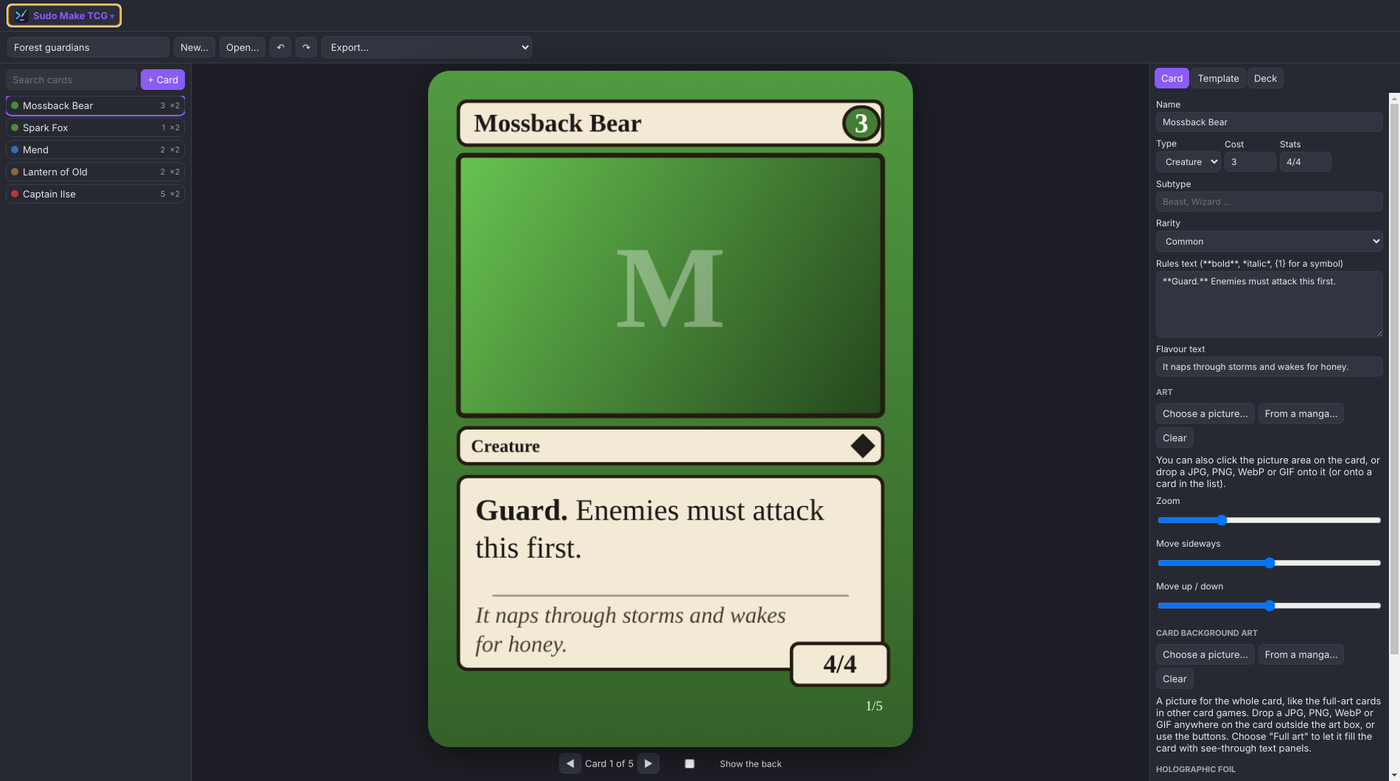 Sudo Make TCG ▾
Forest guardians
New...
Open...
↶
↷
Export...
Search cards
+ Card
Mossback Bear 3 ×2
Spark Fox 1 ×2
Mend 2 ×2
Lantern of Old 2 ×2
Captain Ilse 5 ×2
Mossback Bear
3
M
Creature
Guard. Enemies must attack
this first.
It naps through storms and wakes
for honey.
4/4
1/5
◀ Card 1 of 5 ▶ Show the back
Card Template Deck
Name
Mossback Bear
Type Cost Stats
Creature 3 4/4
Subtype
Beast, Wizard ...
Rarity
Common
Rules text (**bold**, *italic*, {1} for a symbol)
**Guard.** Enemies must attack this first.
Flavour text
It naps through storms and wakes for honey.
ART
Choose a picture... From a manga...
Clear
You can also click the picture area on the card, or
drop a JPG, PNG, WebP or GIF onto it (or onto a
card in the list).
Zoom
Move sideways
Move up / down
CARD BACKGROUND ART
Choose a picture... From a manga...
Clear
A picture for the whole card, like the full-art cards
in other card games. Drop a JPG, PNG, WebP or
GIF anywhere on the card outside the art box, or
use the buttons. Choose "Full art" to let it fill the
card with see-through text panels.
HOLOGRAPHIC FOIL